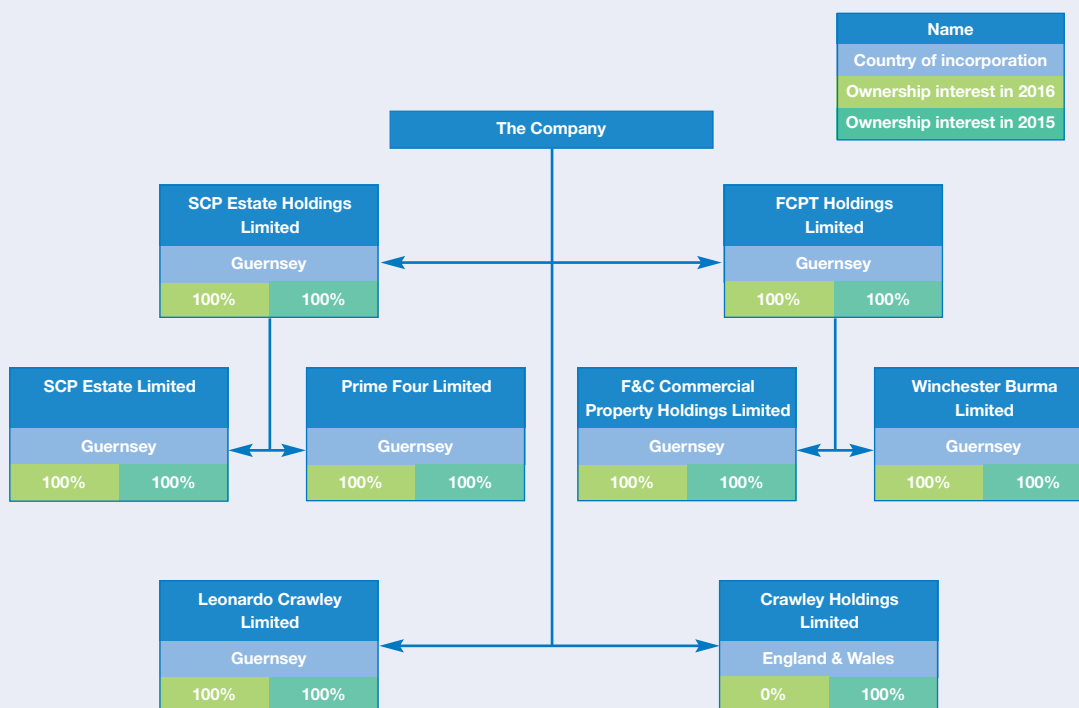 Name
Country of incorporation
Ownership interest in 2016
Ownership interest in 2015
The Company
SCP Estate Holdings
Limited
Guernsey
100% 100%
FCPT Holdings
Limited
Guernsey
100% 100%
SCP Estate Limited
Guernsey
100% 100%
Prime Four Limited
Guernsey
100% 100%
F&C Commercial
Property Holdings Limited
Guernsey
100% 100%
Winchester Burma
Limited
Guernsey
100% 100%
Leonardo Crawley
Limited
Guernsey
100% 100%
Crawley Holdings
Limited
England & Wales
0% 100%